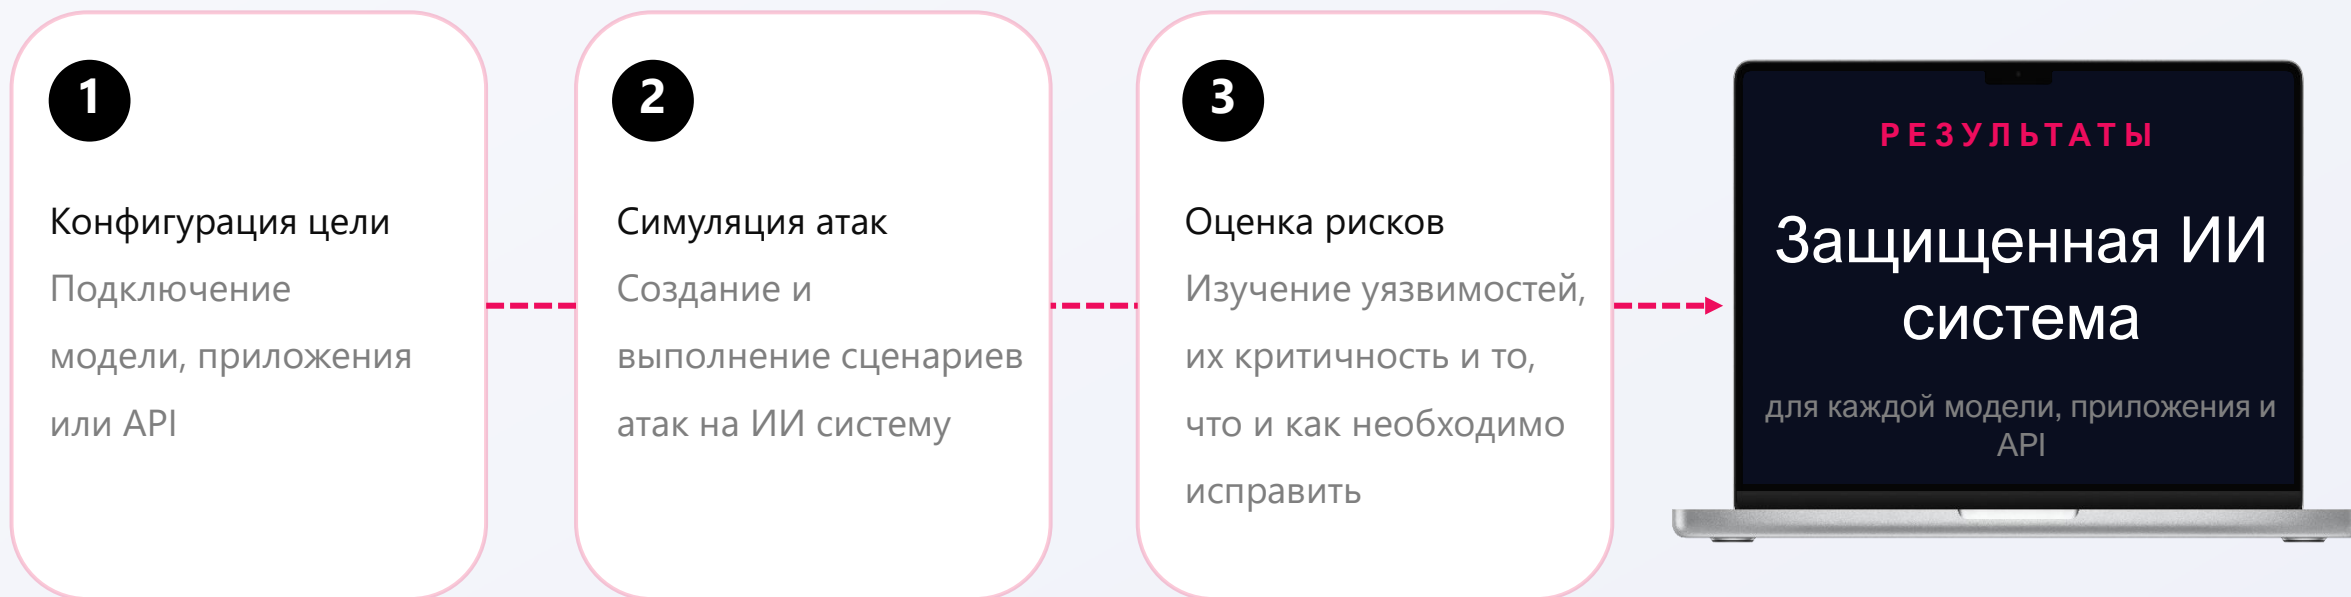 1
Конфигурация цели
Подключение
модели, приложения
или API
2
Симуляция атак
Создание и
выполнение сценариев
атак на ИИ систему
3
Оценка рисков
Изучение уязвимостей,
их критичность и то,
что и как необходимо
исправить
РЕЗУЛЬТАТЫ
Защищенная ИИ
система
для каждой модели, приложения и
API